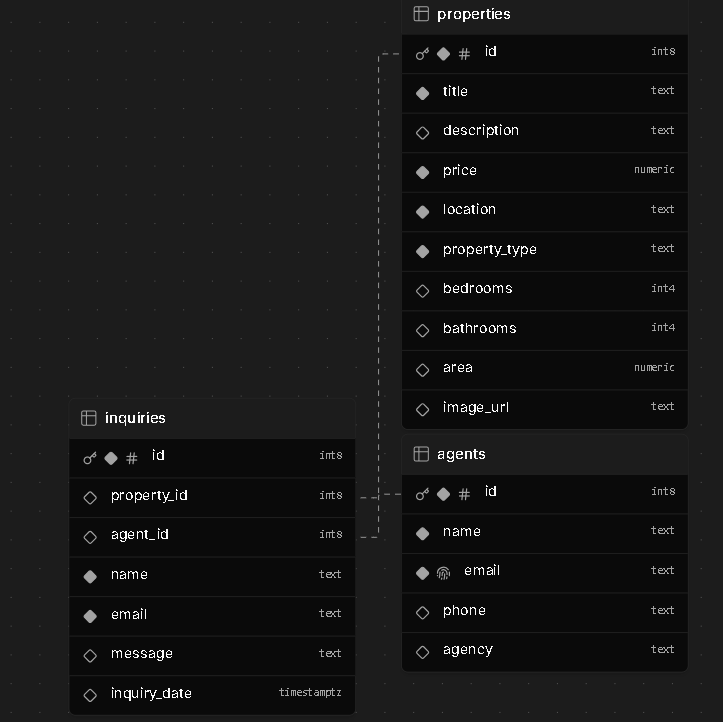 properties
id int8
title text
description text
price numeric
location text
property_type text
bedrooms int4
bathrooms int4
area numeric
image_url text
inquiries
id int8
property_id int8
agent_id int8
name text
email text
message text
inquiry_date timestamptz
agents
id int8
name text
email text
phone text
agency text